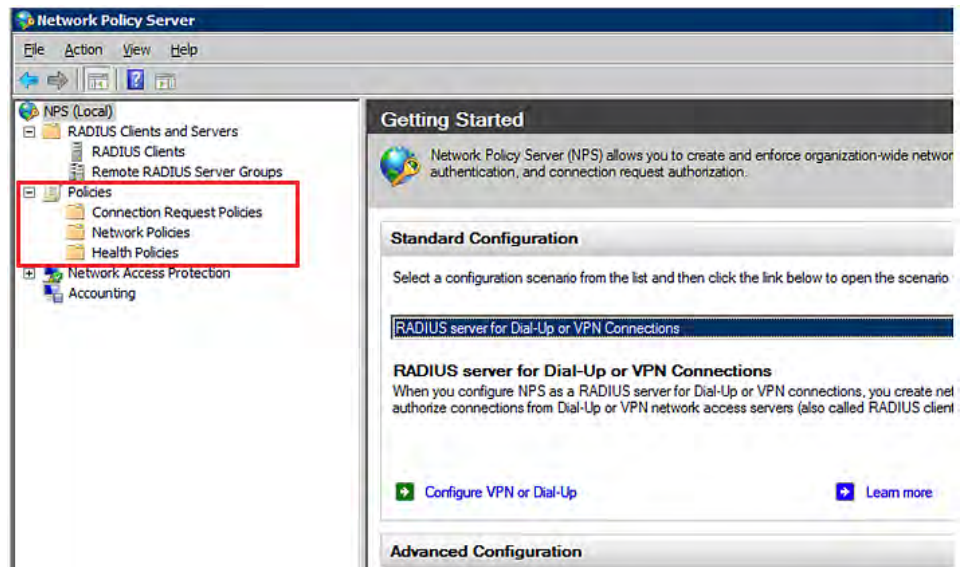 Network Policy Server
File Action View Help
NPS (Local)
RADIUS Clients and Servers
RADIUS Clients
Remote RADIUS Server Groups
Policies
Connection Request Policies
Network Policies
Health Policies
Network Access Protection
Accounting
Getting Started
Network Policy Server (NPS) allows you to create and enforce organization-wide networ
authentication, and connection request authorization.
Standard Configuration
Select a configuration scenario from the list and then click the link below to open the scenario
RADIUS server for Dial-Up or VPN Connections
RADIUS server for Dial-Up or VPN Connections
When you configure NPS as a RADIUS server for Dial-Up or VPN connections, you create net
authorize connections from Dial-Up or VPN network access servers (also called RADIUS client
Configure VPN or Dial-Up
Learn more
Advanced Configuration